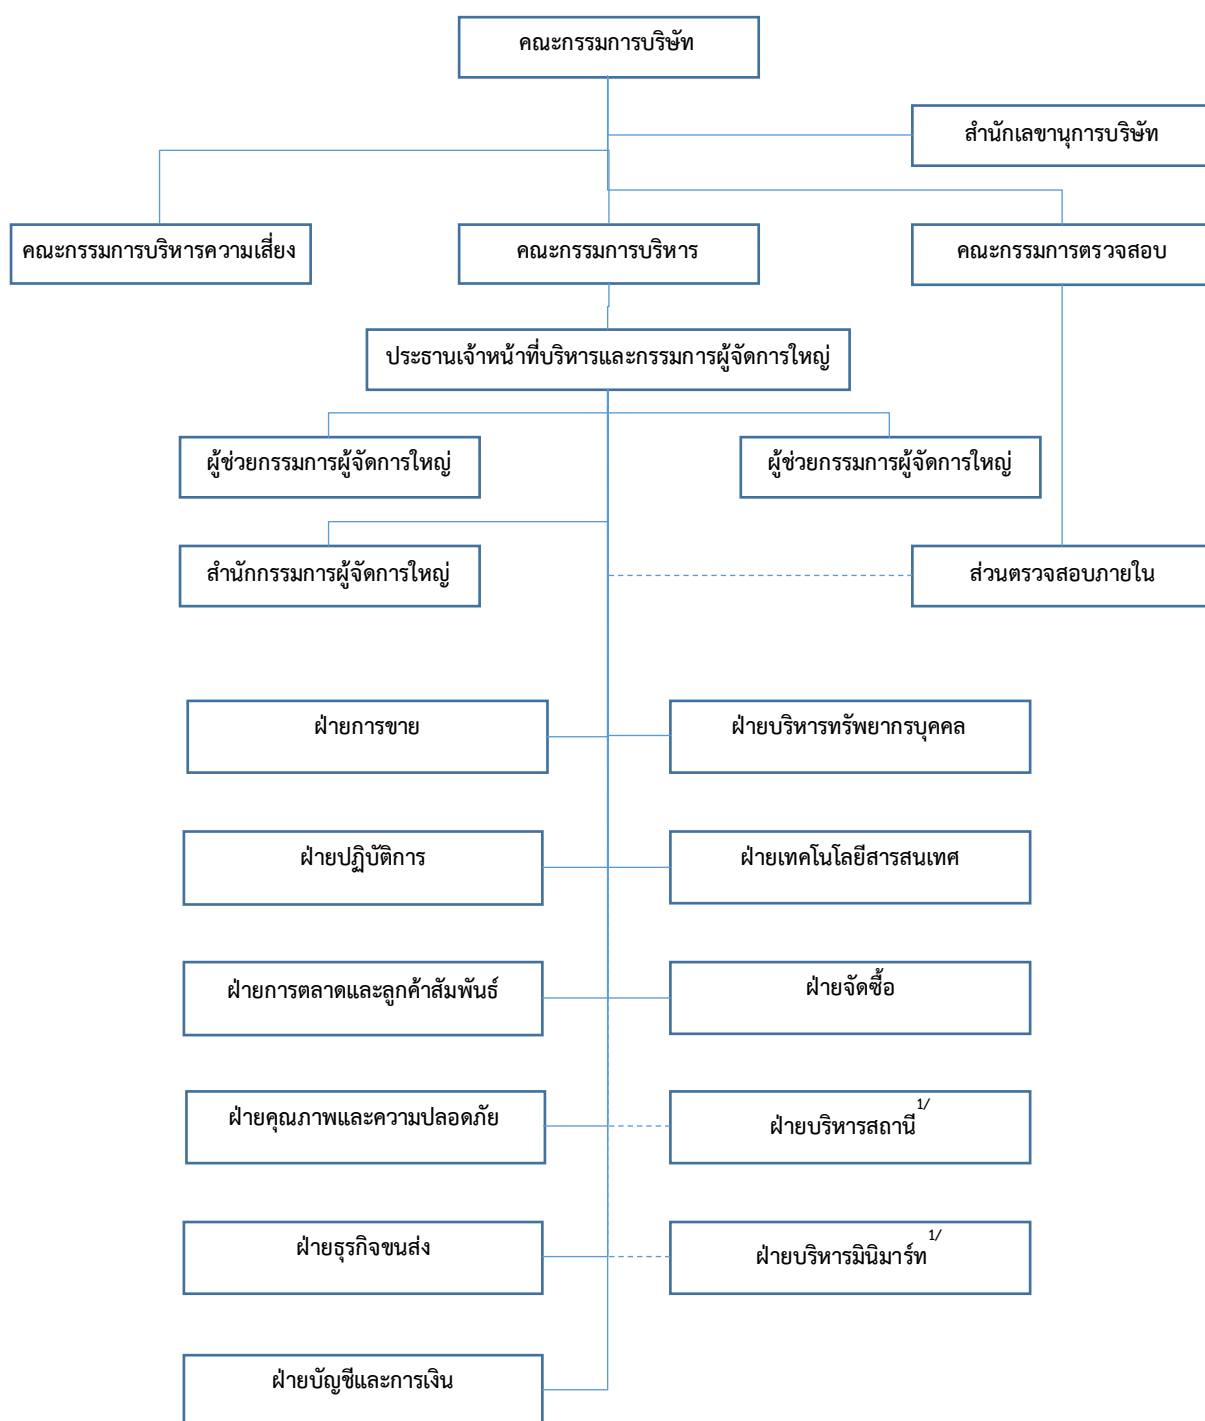 คณะกรรมการบริษัท
สำนักเลขานุการบริษัท
คณะกรรมการบริหารความเสี่ยง
คณะกรรมการบริหาร
คณะกรรมการตรวจสอบ
ประธานเจ้าหน้าที่บริหารและกรรมการผู้จัดการใหญ่
ผู้ช่วยกรรมการผู้จัดการใหญ่
ผู้ช่วยกรรมการผู้จัดการใหญ่
สำนักกรรมการผู้จัดการใหญ่
ส่วนตรวจสอบภายใน
ฝ่ายการขาย
ฝ่ายบริหารทรัพยากรบุคคล
ฝ่ายปฏิบัติการ
ฝ่ายเทคโนโลยีสารสนเทศ
ฝ่ายการตลาดและลูกค้าสัมพันธ์
ฝ่ายจัดซื้อ
ฝ่ายคุณภาพและความปลอดภัย
ฝ่ายบริหารสถานี 1/
ฝ่ายธุรกิจขนส่ง
ฝ่ายบริหารมินิมาร์ท 1/
ฝ่ายบัญชีและการเงิน